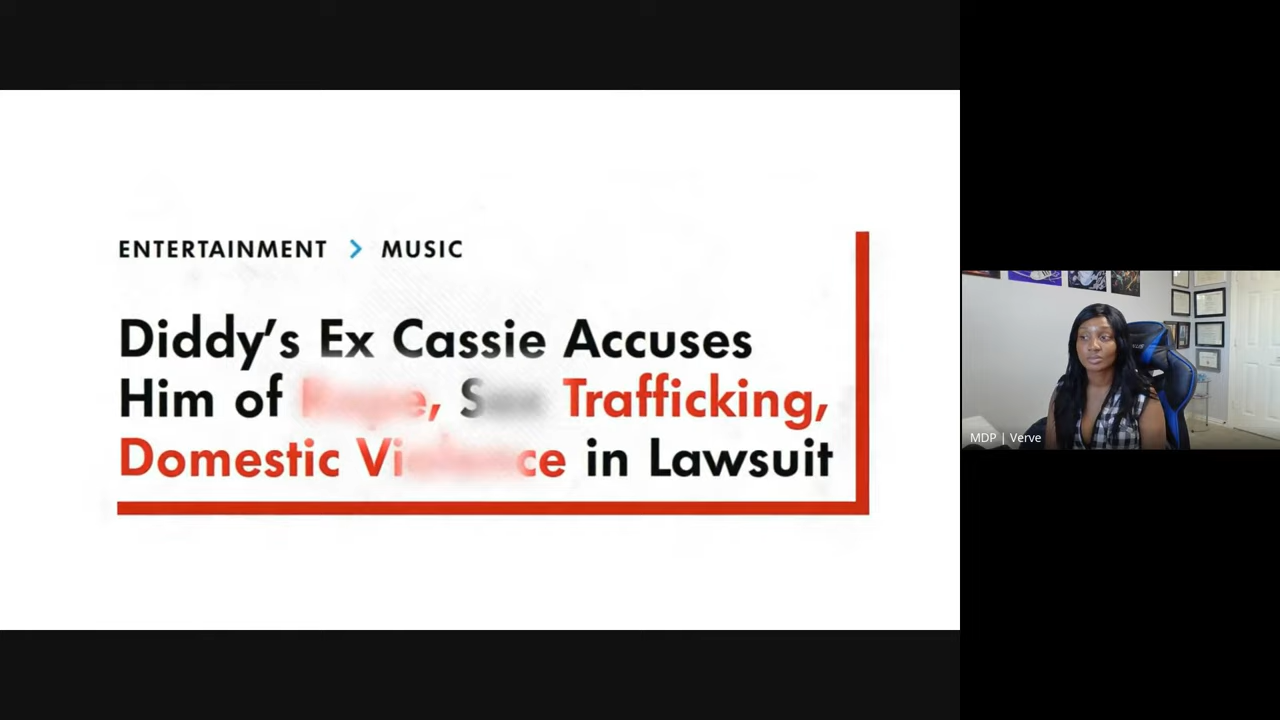 ENTERTAINMENT > MUSIC
Diddy's Ex Cassie Accuses
Him of Trafficking,
Domestic in Lawsuit
MDP | Verve